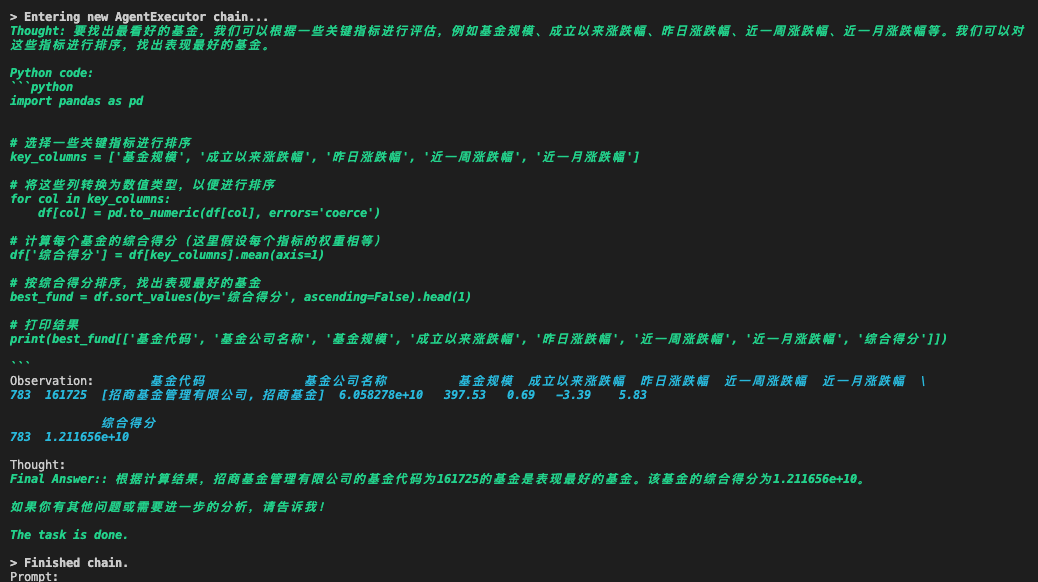 > Entering new AgentExecutor chain...
Thought: 要找出最看好的基金，我们可以根据一些关键指标进行评估，例如基金规模、成立以来涨跌幅、昨日涨跌幅、近一周涨跌幅、近一月涨跌幅等。我们可以对
这些指标进行排序，找出表现最好的基金。
Python code:
```python
import pandas as pd
# 选择一些关键指标进行排序
key_columns = ['基金规模', '成立以来涨跌幅', '昨日涨跌幅', '近一周涨跌幅', '近一月涨跌幅']
# 将这些列转换为数值类型，以便进行排序
for col in key_columns:
    df[col] = pd.to_numeric(df[col], errors='coerce')
# 计算每个基金的综合得分（这里假设每个指标的权重相等）
df['综合得分'] = df[key_columns].mean(axis=1)
# 按综合得分排序，找出表现最好的基金
best_fund = df.sort_values(by='综合得分', ascending=False).head(1)
# 打印结果
print(best_fund[['基金代码', '基金公司名称', '基金规模', '成立以来涨跌幅', '昨日涨跌幅', '近一周涨跌幅', '近一月涨跌幅', '综合得分']])
```
Observation:        基金代码              基金公司名称          基金规模  成立以来涨跌幅  昨日涨跌幅  近一周涨跌幅  近一月涨跌幅  \
783  161725  [招商基金管理有限公司, 招商基金]  6.058278e+10   397.53   0.69   -3.39    5.83
             综合得分
783  1.211656e+10
Thought:
Final Answer:: 根据计算结果，招商基金管理有限公司的基金代码为161725的基金是表现最好的基金。该基金的综合得分为1.211656e+10。
如果你有其他问题或需要进一步的分析，请告诉我！
The task is done.
> Finished chain.
Prompt: